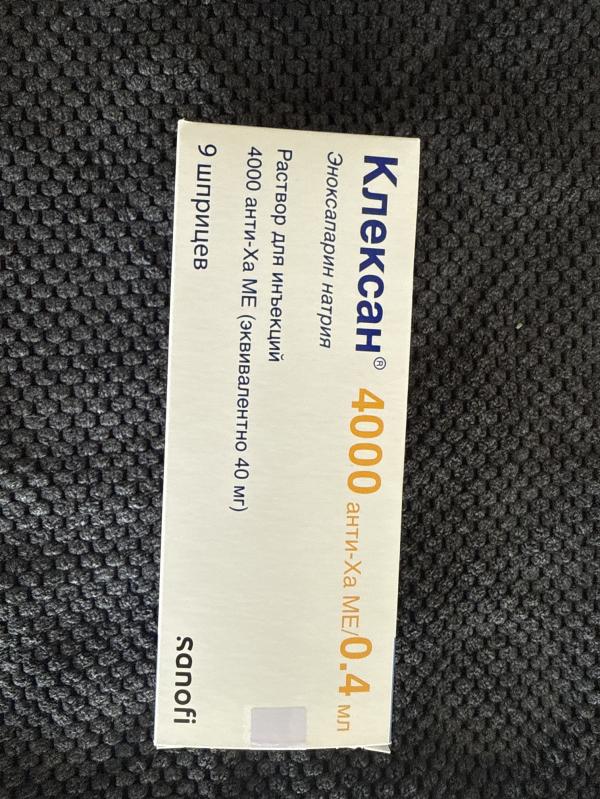 Клексан® 4000 анти-Ха МЕ/0.4 мл
Эноксапарин натрия
Раствор для инъекций
4000 анти-Ха МЕ (эквивалентно 40 мг)
9 шприцев
sanofi